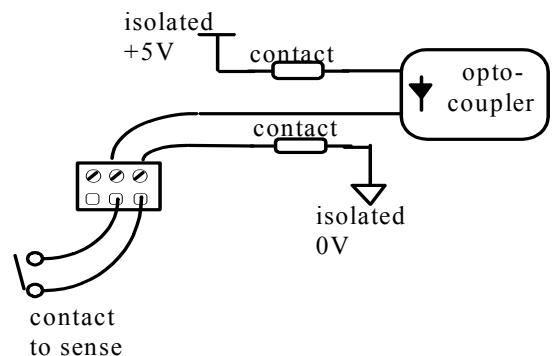 isolated
+5V
contact
opto-
coupler
contact
isolated
0V
contact
to sense